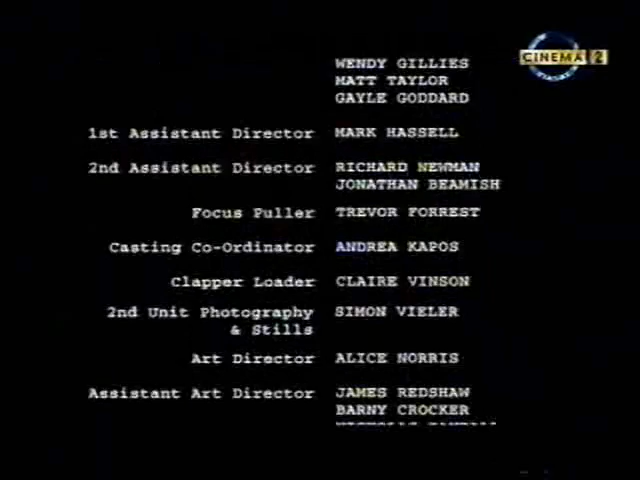 CINEMA 2
WENDY GILLIES
MATT TAYLOR
GAYLE GODDARD
1st Assistant Director MARK HASSELL
2nd Assistant Director RICHARD NEWMAN
JONATHAN BEAMISH
Focus Puller TREVOR FORREST
Casting Co-Ordinator ANDREA KAPOS
Clapper Loader CLAIRE VINSON
2nd Unit Photography SIMON VIELER
& Stills
Art Director ALICE NORRIS
Assistant Art Director JAMES REDSHAW
BARNY CROCKER